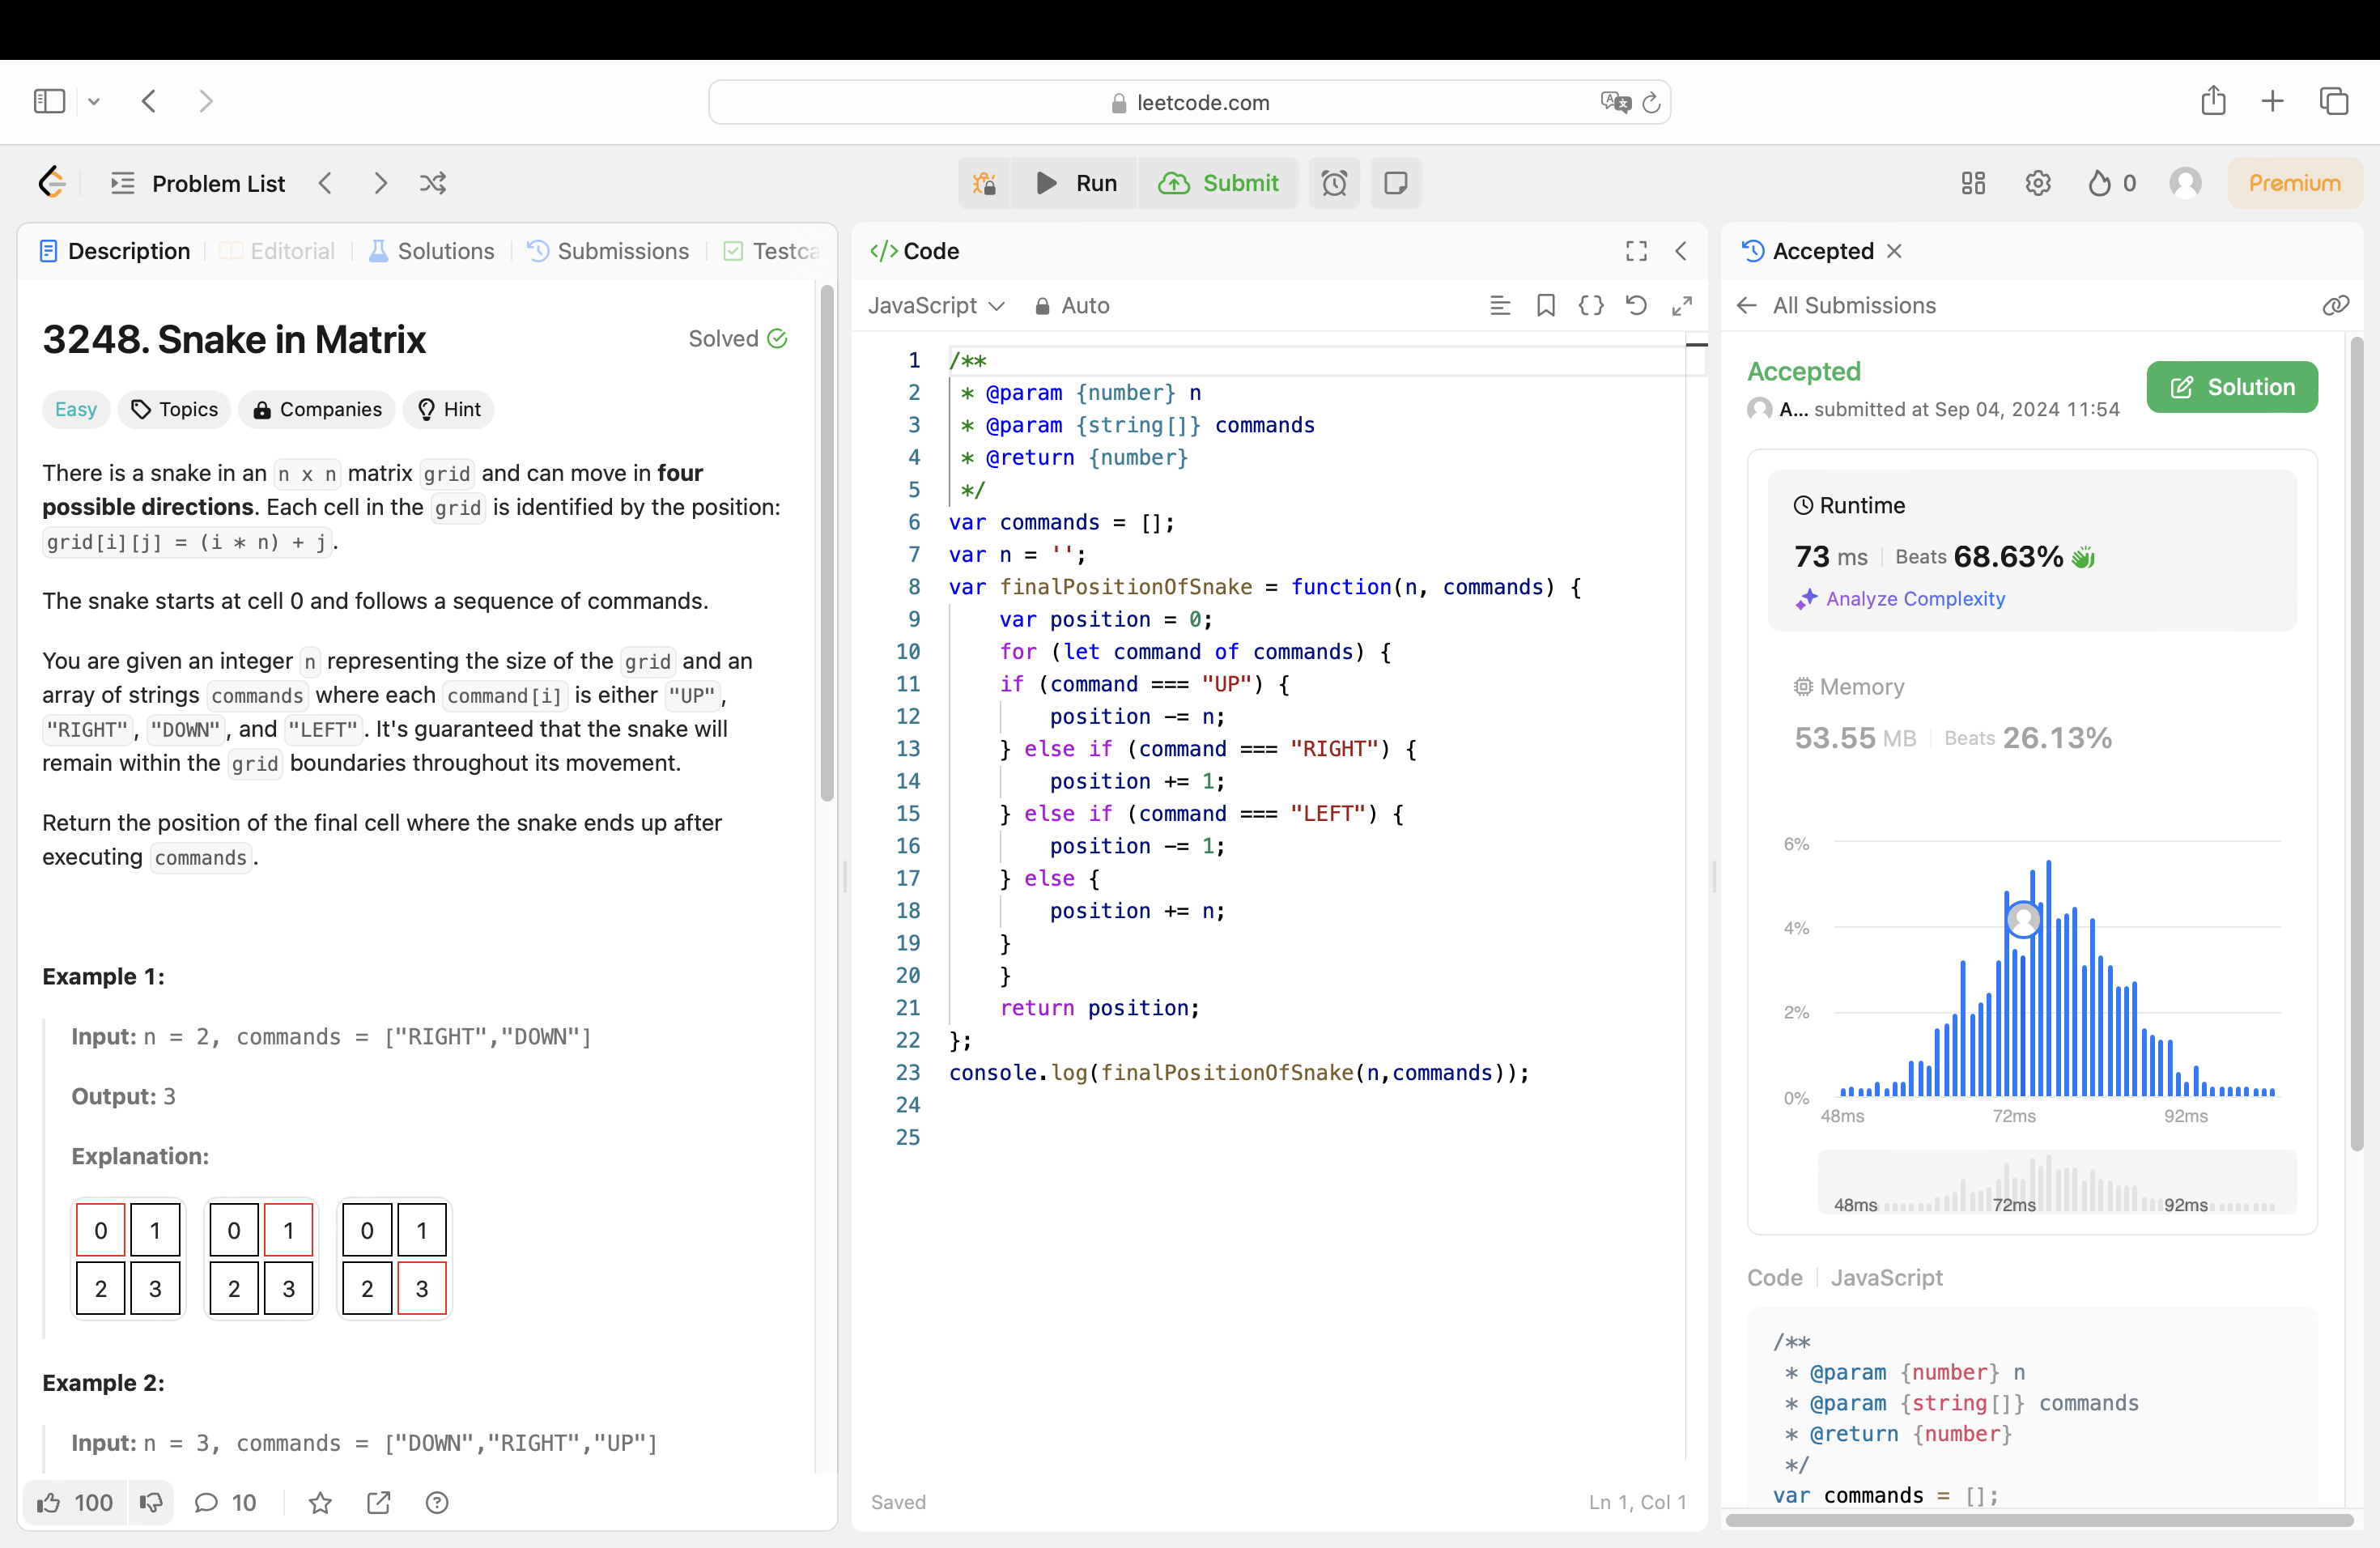 leetcode.com
Problem List
Run
Submit
0
Premium
Description
Editorial
Solutions
Submissions
3248. Snake in Matrix
Solved
Easy
Topics
Companies
Hint
There is a snake in an n x n matrix grid and can move in four
possible directions. Each cell in the grid is identified by the position:
grid[i][j] = (i * n) + j.
The snake starts at cell 0 and follows a sequence of commands.
You are given an integer n representing the size of the grid and an
array of strings commands where each command[i] is either "UP",
"RIGHT", "DOWN", and "LEFT". It's guaranteed that the snake will
remain within the grid boundaries throughout its movement.
Return the position of the final cell where the snake ends up after
executing commands.
Example 1:
Input: n = 2, commands = ["RIGHT","DOWN"]
Output: 3
Explanation:
0 1 0 1 0 1
2 3 2 3 2 3
Example 2:
Input: n = 3, commands = ["DOWN","RIGHT","UP"]
100
10
</> Code
JavaScript
Auto
1 /**
2 * @param {number} n
3 * @param {string[]} commands
4 * @return {number}
5 */
6 var commands = [];
7 var n = '';
8 var finalPositionOfSnake = function(n, commands) {
9 var position = 0;
10 for (let command of commands) {
11 if (command === "UP") {
12 position -= n;
13 } else if (command === "RIGHT") {
14 position += 1;
15 } else if (command === "LEFT") {
16 position -= 1;
17 } else {
18 position += n;
19 }
20 }
21 return position;
22 };
23 console.log(finalPositionOfSnake(n,commands));
24
25
Saved
Ln 1, Col 1
Accepted
All Submissions
Accepted
A... submitted at Sep 04, 2024 11:54
Solution
Runtime
73 ms Beats 68.63%
Analyze Complexity
Memory
53.55 MB Beats 26.13%
6%
4%
2%
0%
48ms 72ms 92ms
48ms 72ms 92ms
Code JavaScript
/**
* @param {number} n
* @param {string[]} commands
* @return {number}
*/
var commands = [];